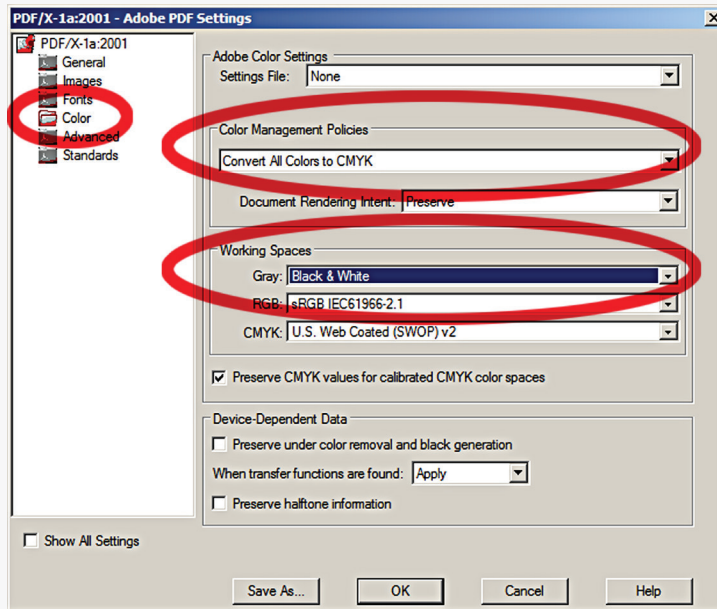 PDF/X-1a:2001 - Adobe PDF Settings
PDF/X-1a:2001
General
Images
Fonts
Color
Advanced
Standards
Adobe Color Settings
Settings File: None
Color Management Policies
Convert All Colors to CMYK
Document Rendering Intent: Preserve
Working Spaces
Gray: Black & White
RGB: sRGB IEC61966-2.1
CMYK: U.S. Web Coated (SWOP) v2
Preserve CMYK values for calibrated CMYK color spaces
Device-Dependent Data
Preserve under color removal and black generation
When transfer functions are found: Apply
Preserve halftone information
Show All Settings
Save As... OK Cancel Help